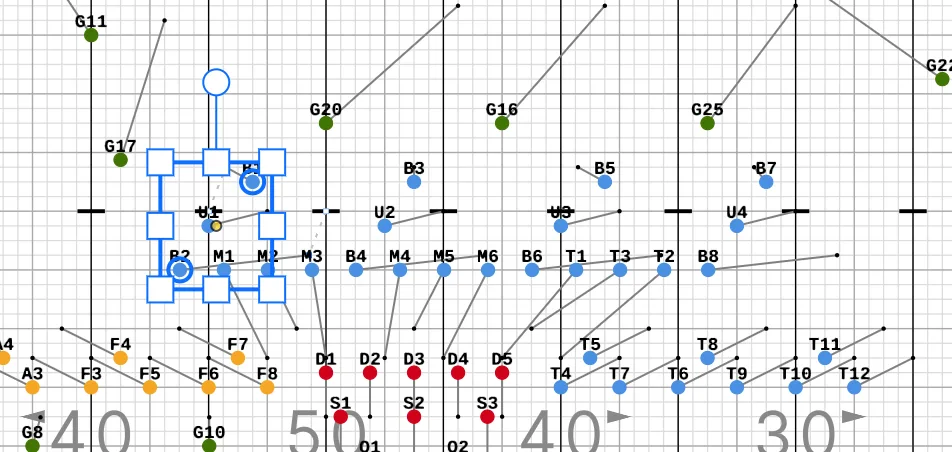 G11
G22
G20 G16 G25
G17
B1 B3 B5 B7
U1 U2 U3 U4
B2 M1 M2 M3 B4 M4 M5 M6 B6 T1 T3 T2 B8
A4 F4 F7 D1 D2 D3 D4 D5 T5 T8 T11
A3 F3 F5 F6 F8 T4 T7 T6 T9 T10 T12
S1 S2 S3
40 50 40 30
G8 G10 O1 O2